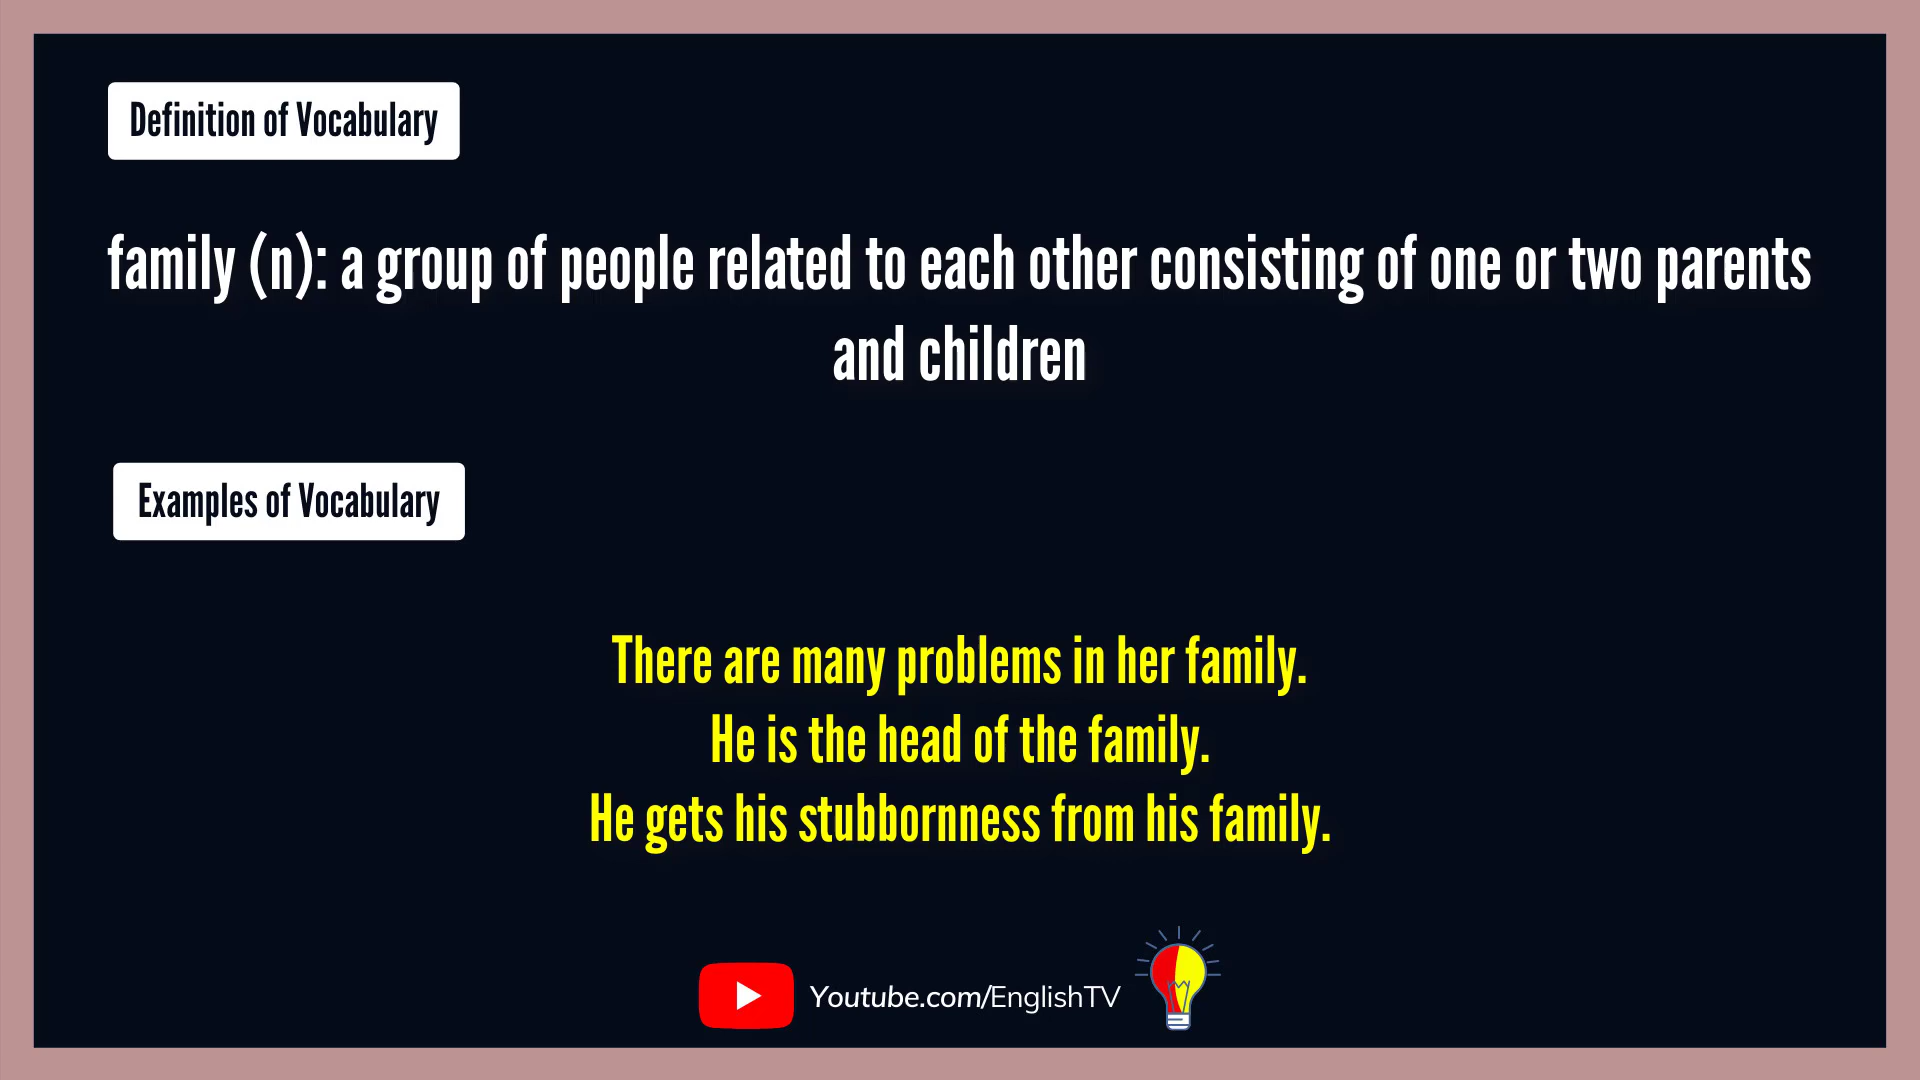 Definition of Vocabulary
family (n): a group of people related to each other consisting of one or two parents
and children
Examples of Vocabulary
There are many problems in her family.
He is the head of the family.
He gets his stubbornness from his family.
Youtube.com/EnglishTV